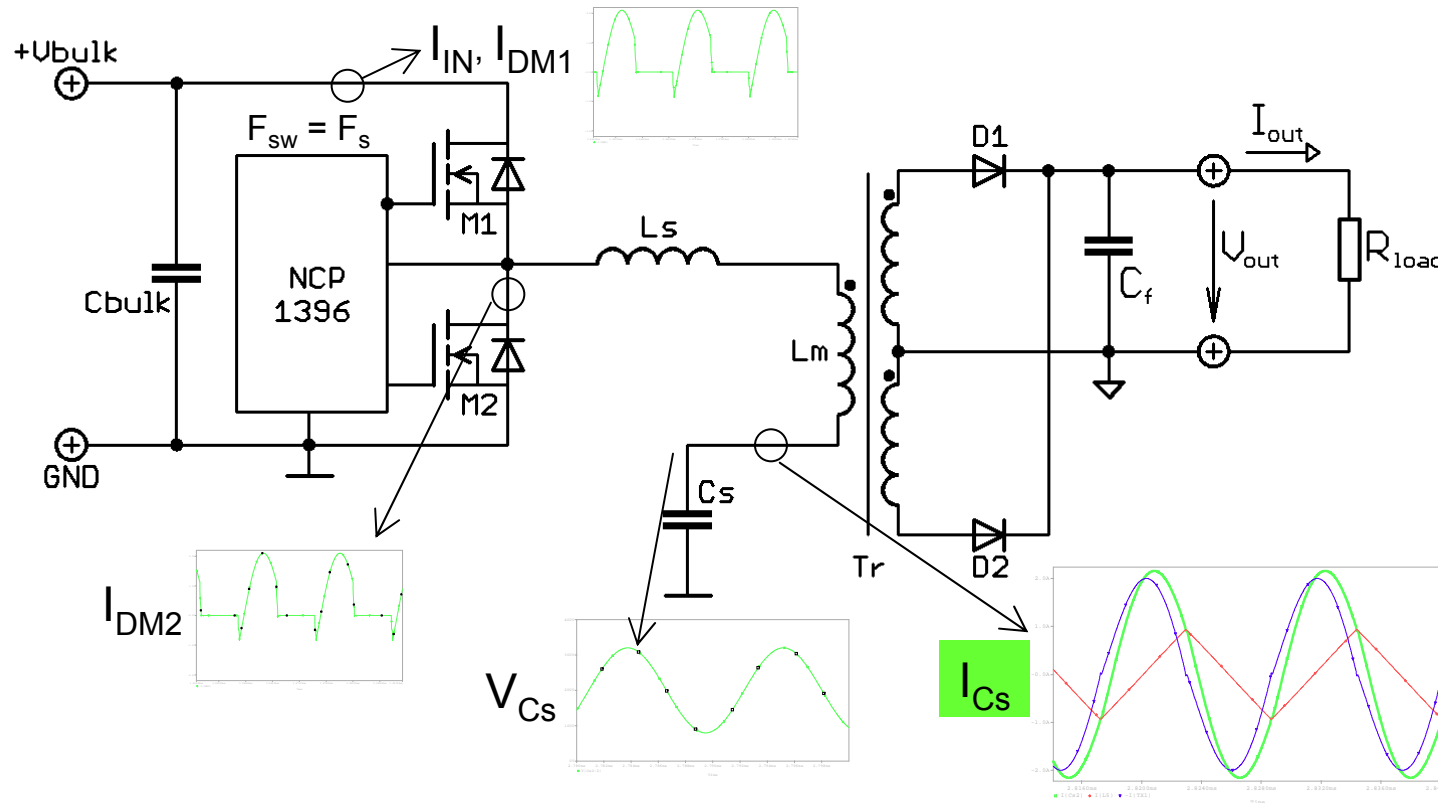 +Vbulk
I_IN, I_DM1
F_sw = F_s
M1
NCP
1396
Cbulk
M2
GND
Ls
Lm
Cs
Tr
D1
D2
I_out
V_out
C_f
R_load
I_DM2
V_Cs
I_Cs